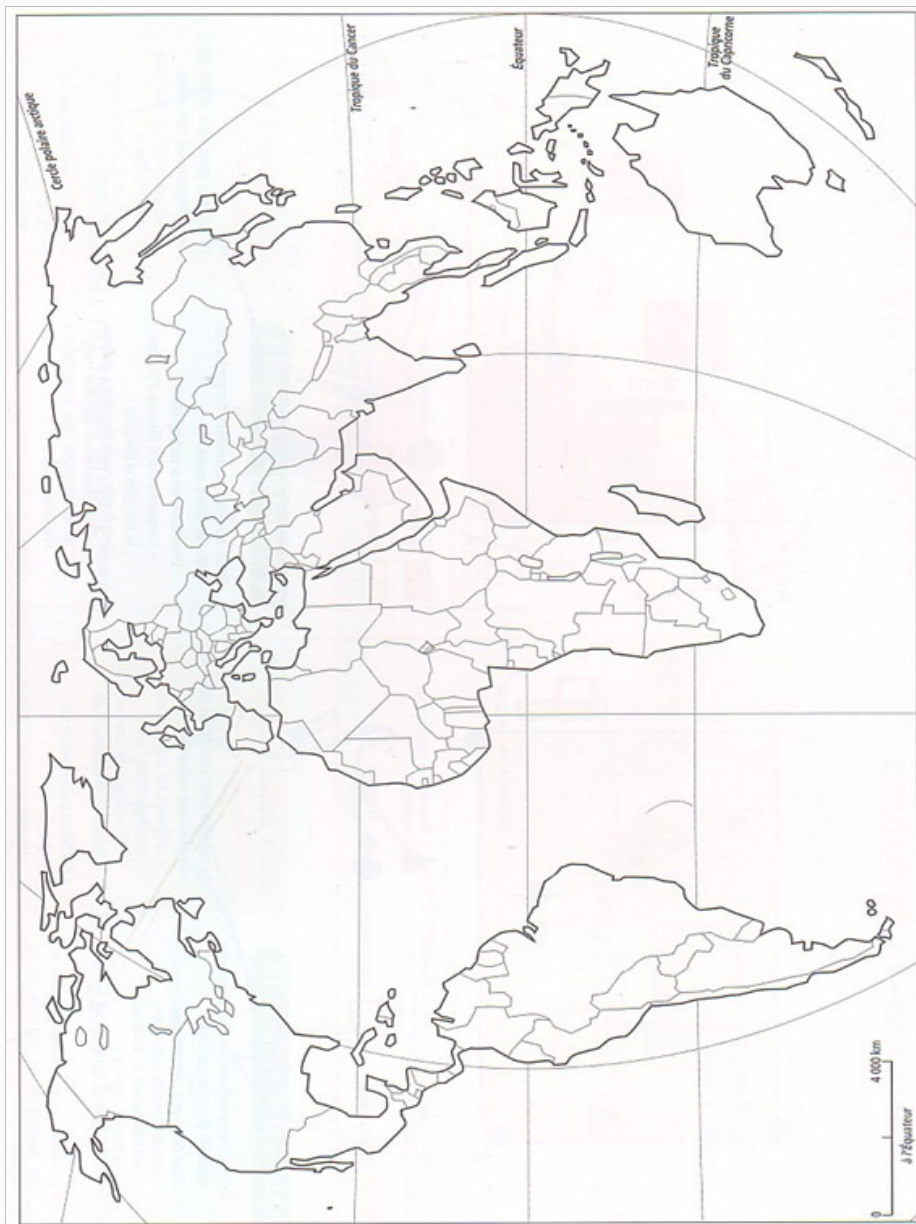 Cercle polaire arctique
Tropique du Cancer
Équateur
Tropique
du Capricorne
0
4 000 km
à l'Équateur